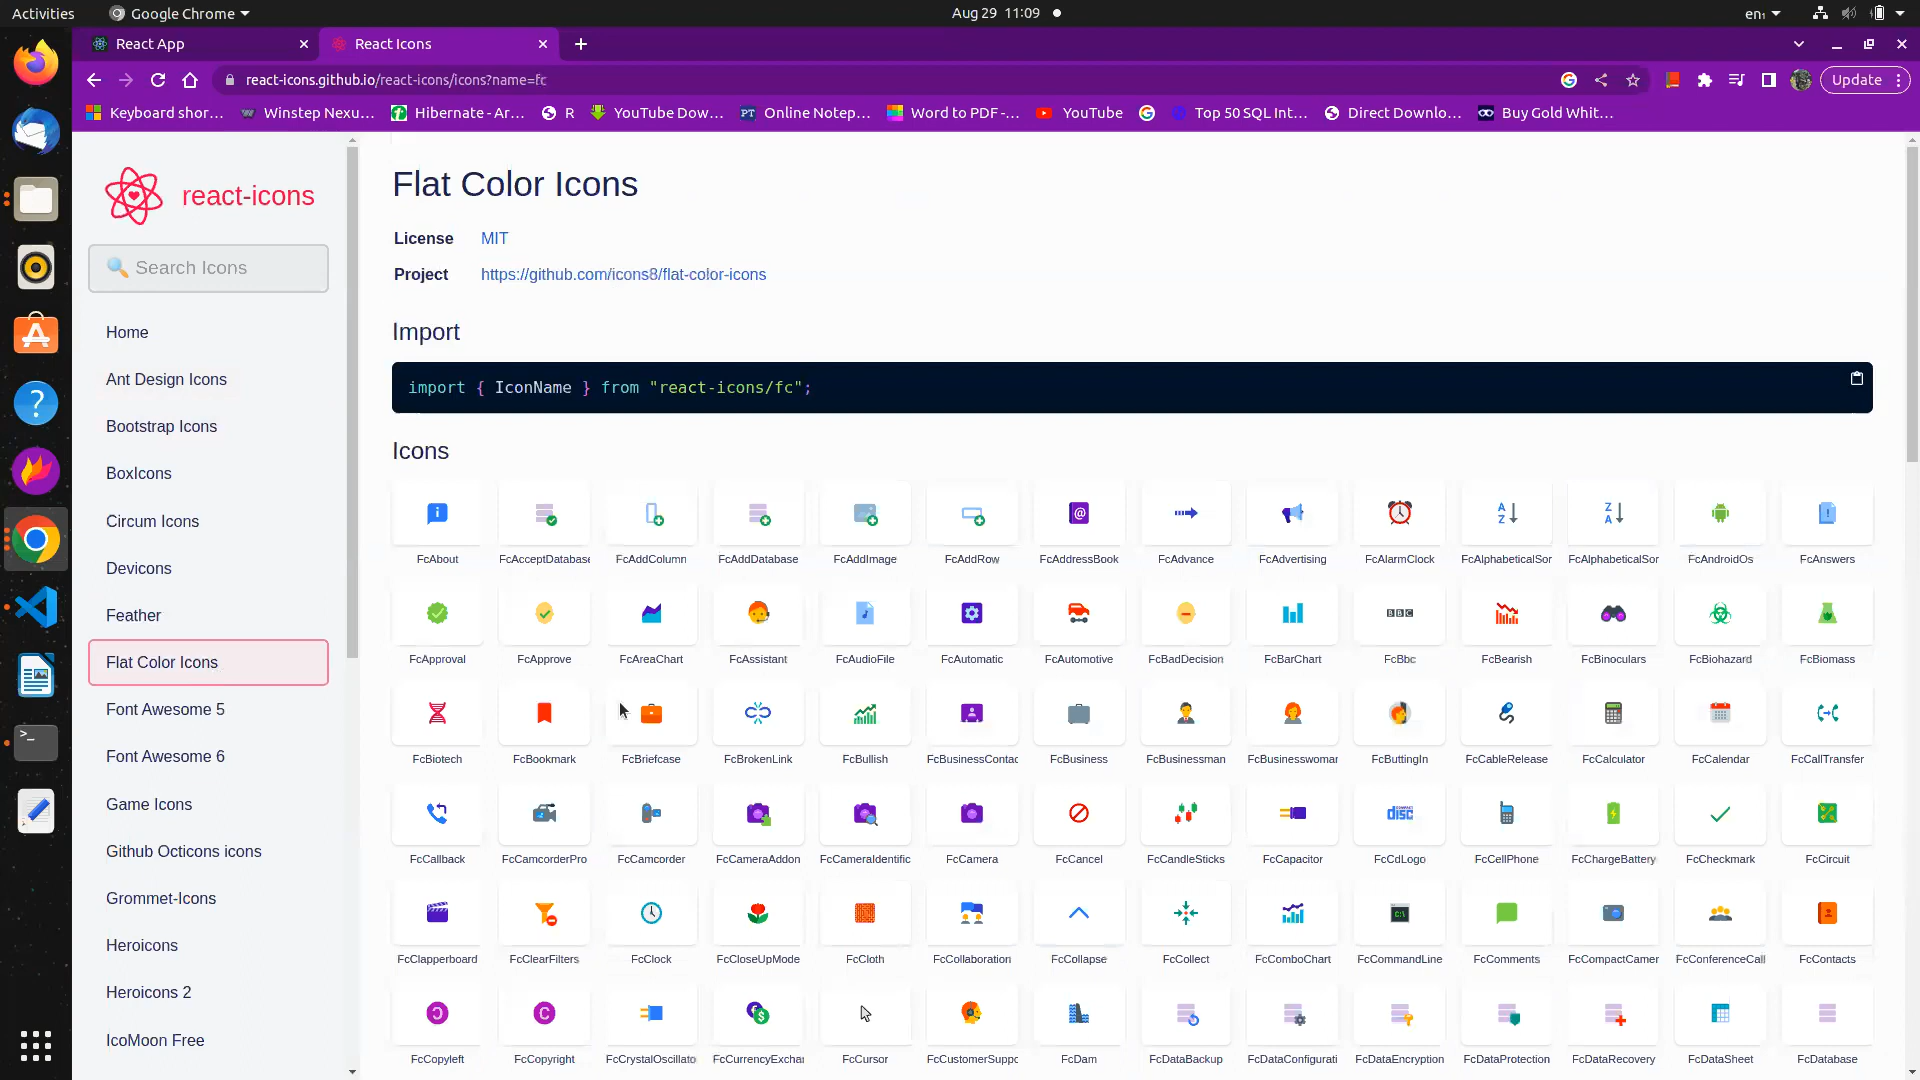 Activities
Google Chrome
Aug 29 11:09
en₁
React App
React Icons
react-icons.github.io/react-icons/icons?name=fc
Update
Keyboard shor...
Winstep Nexu...
Hibernate - Ar...
R
YouTube Dow...
Online Notep...
Word to PDF -...
YouTube
Top 50 SQL Int...
Direct Downlo...
Buy Gold Whit...
react-icons
Search Icons
Home
Ant Design Icons
Bootstrap Icons
BoxIcons
Circum Icons
Devicons
Feather
Flat Color Icons
Font Awesome 5
Font Awesome 6
Game Icons
Github Octicons icons
Grommet-Icons
Heroicons
Heroicons 2
IcoMoon Free
Flat Color Icons
License MIT
Project https://github.com/icons8/flat-color-icons
Import
import { IconName } from "react-icons/fc";
Icons
FcAbout FcAcceptDatabase FcAddColumn FcAddDatabase FcAddImage FcAddRow FcAddressBook FcAdvance FcAdvertising FcAlarmClock FcAlphabeticalSor FcAlphabeticalSor FcAndroidOs FcAnswers
FcApproval FcApprove FcAreaChart FcAssistant FcAudioFile FcAutomatic FcAutomotive FcBadDecision FcBarChart FcBbc FcBearish FcBinoculars FcBiohazard FcBiomass
FcBiotech FcBookmark FcBriefcase FcBrokenLink FcBullish FcBusinessContac FcBusiness FcBusinessman FcBusinesswoman FcButtingIn FcCableRelease FcCalculator FcCalendar FcCallTransfer
FcCallback FcCamcorderPro FcCamcorder FcCameraAddon FcCameraIdentific FcCamera FcCancel FcCandleSticks FcCapacitor FcCdLogo FcCellPhone FcChargeBattery FcCheckmark FcCircuit
FcClapperboard FcClearFilters FcClock FcCloseUpMode FcCloth FcCollaboration FcCollapse FcCollect FcComboChart FcCommandLine FcComments FcCompactCamer FcConferenceCall FcContacts
FcCopyleft FcCopyright FcCrystalOscillato FcCurrencyExchan FcCursor FcCustomerSuppo FcDam FcDataBackup FcDataConfigurati FcDataEncryption FcDataProtection FcDataRecovery FcDataSheet FcDatabase